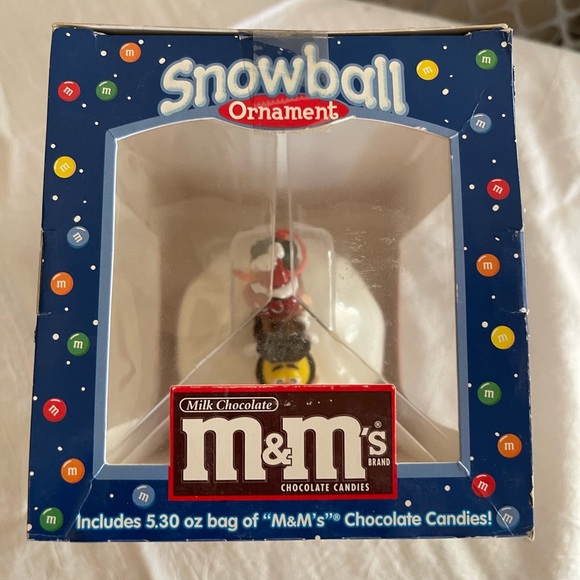 Snowball
Ornament
Milk Chocolate
m&m's®
BRAND
CHOCOLATE CANDIES
Includes 5.30 oz bag of "M&M's"® Chocolate Candies!